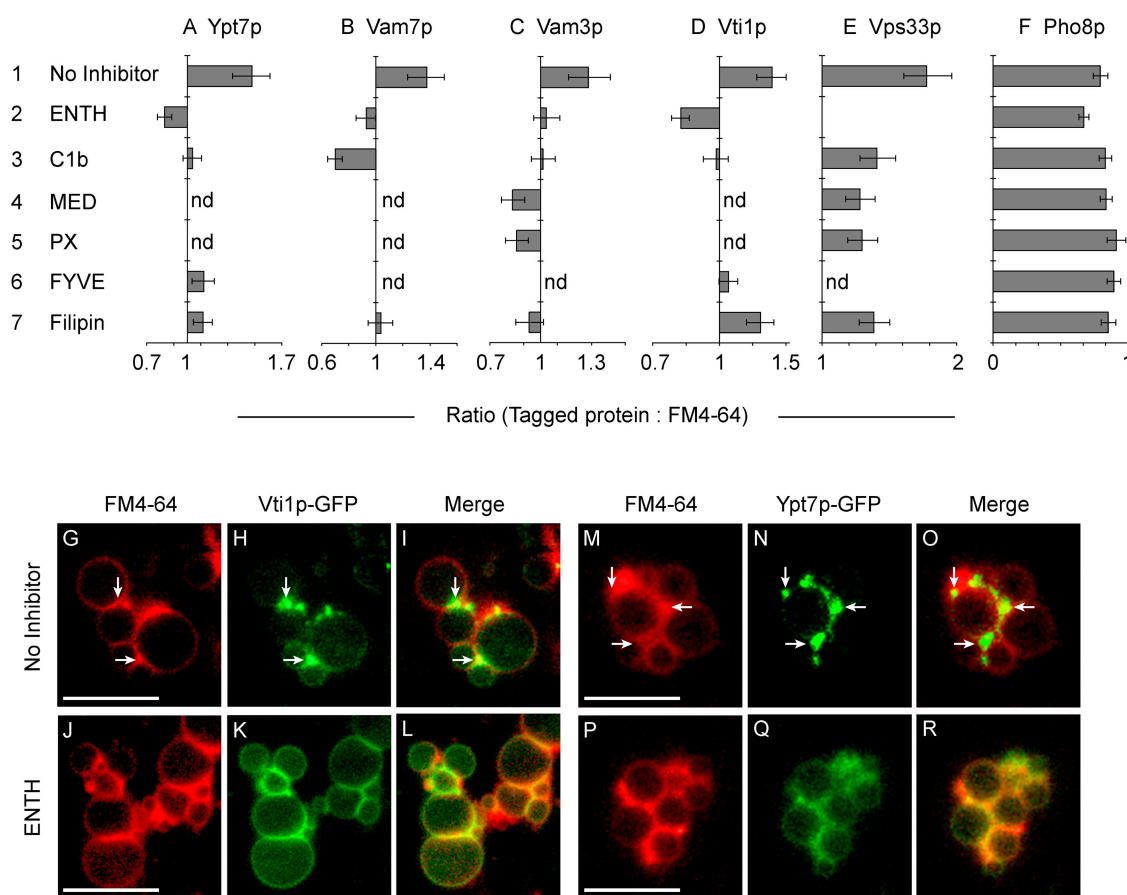 A Ypt7p B Vam7p C Vam3p D Vti1p E Vps33p F Pho8p
1 No Inhibitor
2 ENTH
3 C1b
4 MED nd nd nd
5 PX nd nd nd
6 FYVE nd nd nd
7 Filipin
0.7 1 1.7 0.6 1 1.4 0.7 1 1.3 0.7 1 1.5 1 2 0 1
Ratio (Tagged protein : FM4-64)
FM4-64 Vti1p-GFP Merge FM4-64 Ypt7p-GFP Merge
No Inhibitor
G H I M N O
ENTH
J K L P Q R